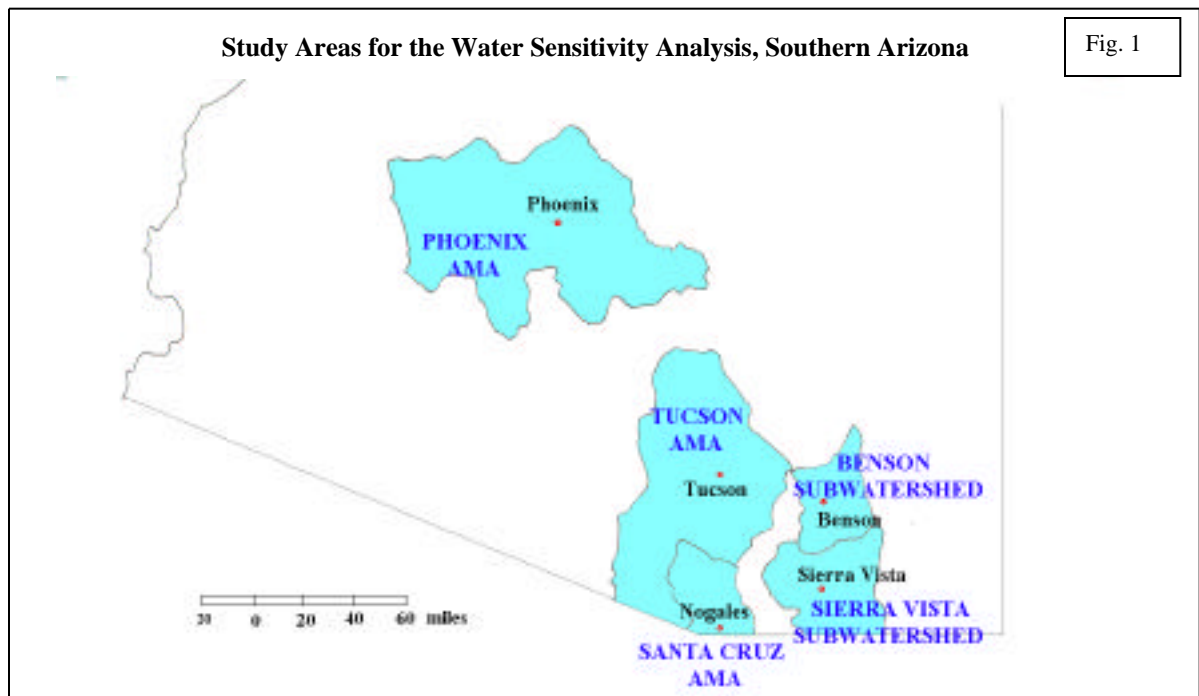 Study Areas for the Water Sensitivity Analysis, Southern Arizona
Fig. 1
Phoenix
PHOENIX
AMA
TUCSON
AMA
Tucson
BENSON
SUBWATERSHED
Benson
Sierra Vista
SIERRA VISTA
SUBWATERSHED
Nogales
SANTA CRUZ
AMA
20 0 20 40 60 miles